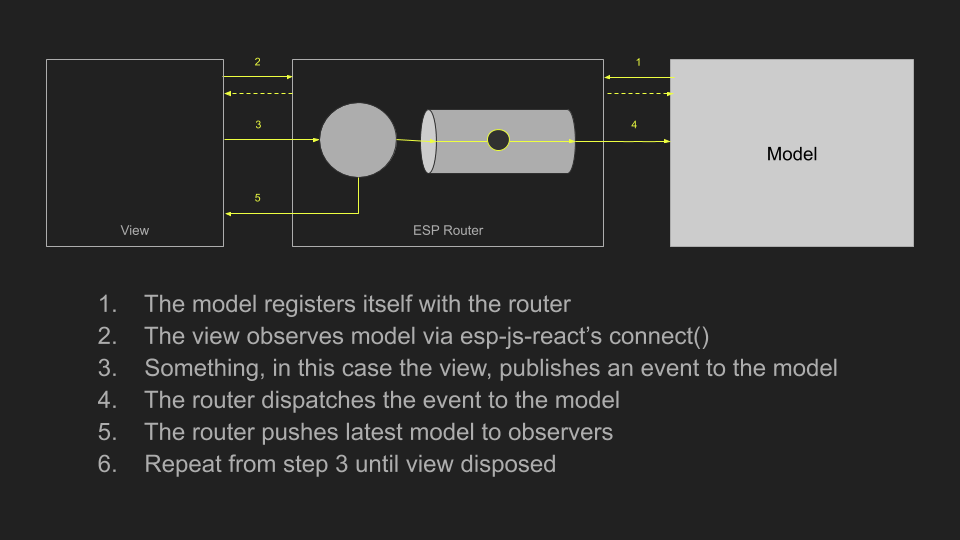 2
1
3
4
Model
5
View
ESP Router
1. The model registers itself with the router
2. The view observes model via esp-js-react’s connect()
3. Something, in this case the view, publishes an event to the model
4. The router dispatches the event to the model
5. The router pushes latest model to observers
6. Repeat from step 3 until view disposed